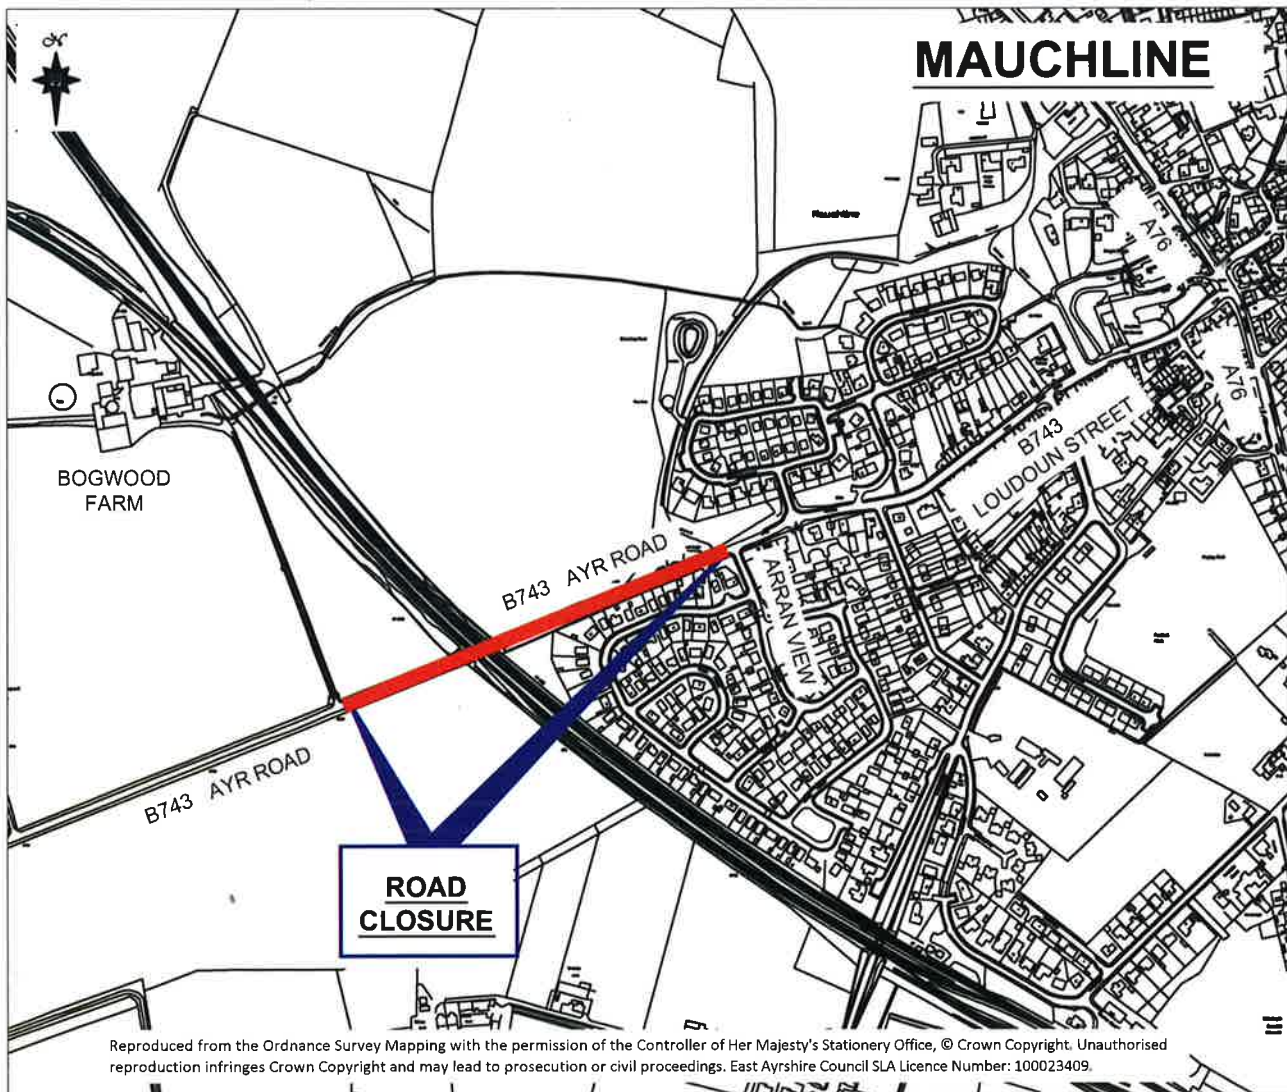 N
MAUCHLINE
Mauchline
A76
A76
B743
LOUDOUN STREET
BOGWOOD
FARM
B743 AYR ROAD
ARRAN VIEW
B743 AYR ROAD
ROAD
CLOSURE
Reproduced from the Ordnance Survey Mapping with the permission of the Controller of Her Majesty's Stationery Office, © Crown Copyright. Unauthorised
reproduction infringes Crown Copyright and may lead to prosecution or civil proceedings. East Ayrshire Council SLA Licence Number: 100023409.